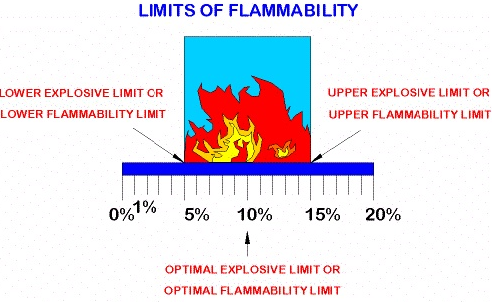 LIMITS OF FLAMMABILITY
LOWER EXPLOSIVE LIMIT OR
LOWER FLAMMABILITY LIMIT
UPPER EXPLOSIVE LIMIT OR
UPPER FLAMMABILITY LIMIT
0% 1% 5% 10% 15% 20%
OPTIMAL EXPLOSIVE LIMIT OR
OPTIMAL FLAMMABILITY LIMIT